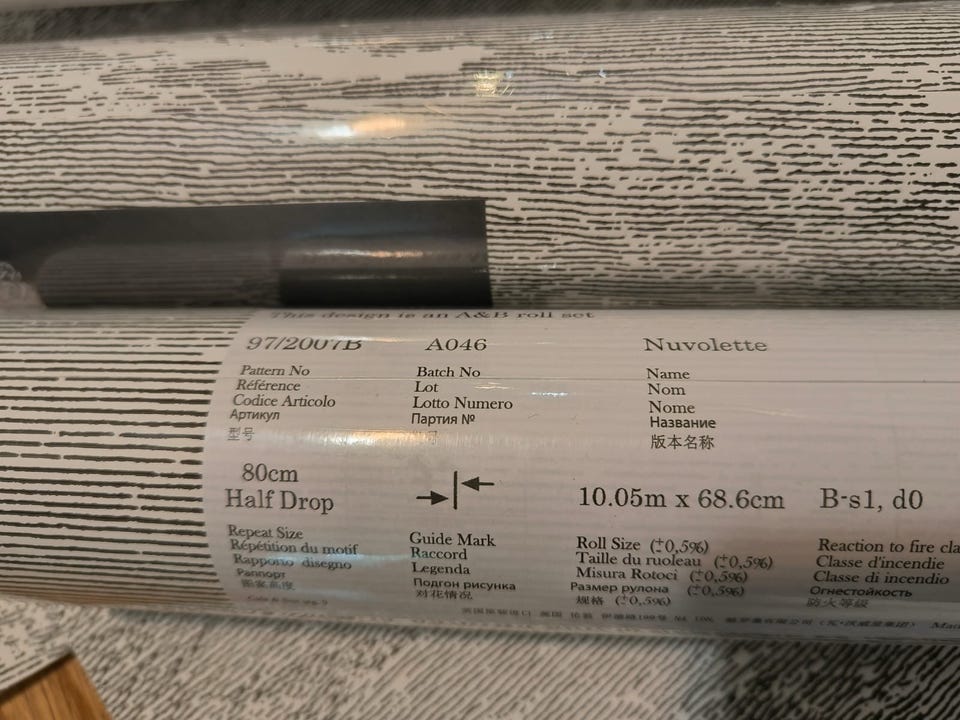 This design is an A&B roll set
97/2007B
A046
Nuvolette
Pattern No
Référence
Codice Articolo
Артикул
型号
Batch No
Lot
Lotto Numero
Партия №
Name
Nom
Nome
Название
版本名称
80cm
Half Drop
10.05m x 68.6cm
B-s1, d0
Repeat Size
Répétition du motif
Rapporto disegno
Раппорт
Guide Mark
Raccord
Legenda
Подгон рисунка
对花情况
Roll Size (±0,5%)
Taille du rouleau (±0,5%)
Misura Rotoci (±0,5%)
Размер рулона (±0,5%)
规格 (±0,5%)
Reaction to fire cla
Classe d'incendie
Classe di incendio
Огнестойкость
防火等级